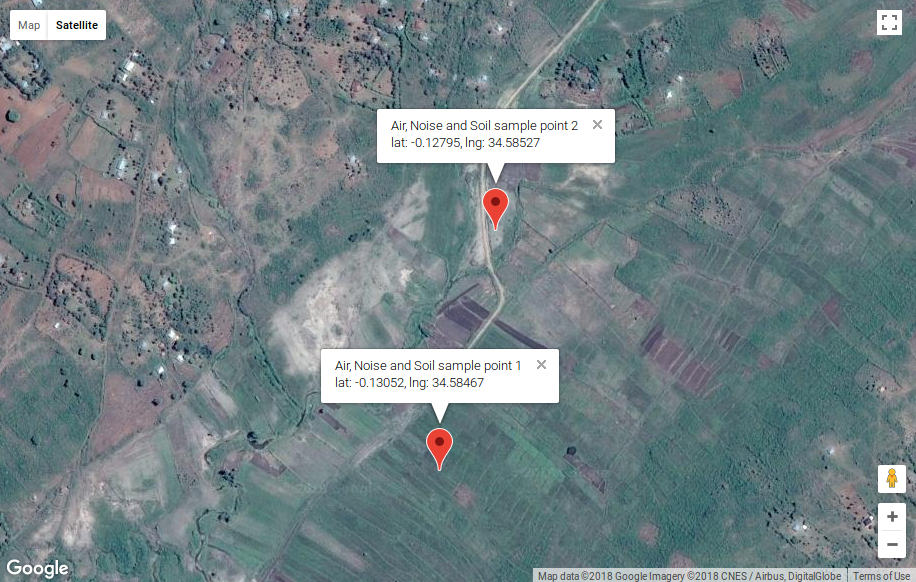 Map Satellite
Air, Noise and Soil sample point 2
lat: -0.12795, lng: 34.58527
Air, Noise and Soil sample point 1
lat: -0.13052, lng: 34.58467
Google
Map data ©2018 Google Imagery ©2018 CNES / Airbus, DigitalGlobe Terms of Use